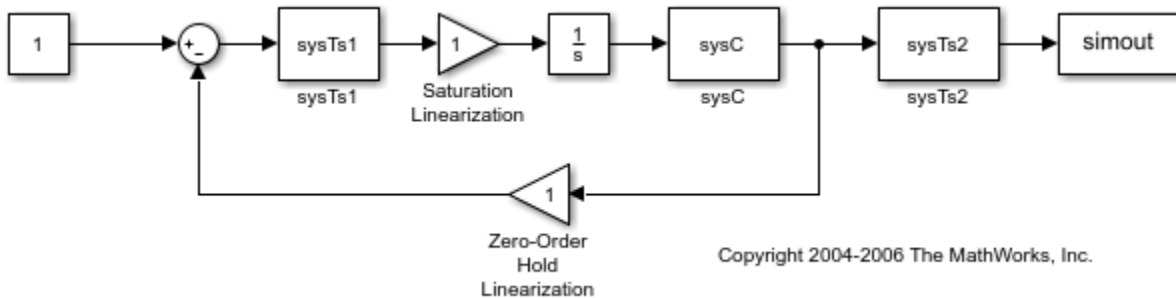 1
+
−
sysTs1
1
1
s
sysC
sysTs2
simout
sysTs1
Saturation
Linearization
sysC
sysTs2
1
Zero-Order
Hold
Linearization
Copyright 2004-2006 The MathWorks, Inc.